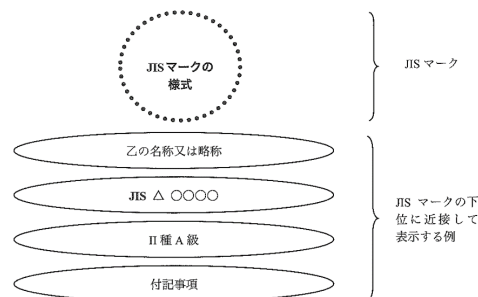 JISマークの
様式
JISマーク
乙の名称又は略称
JIS △ ○○○○
Ⅱ種A級
付記事項
JIS マークの下
位に近接して
表示する例